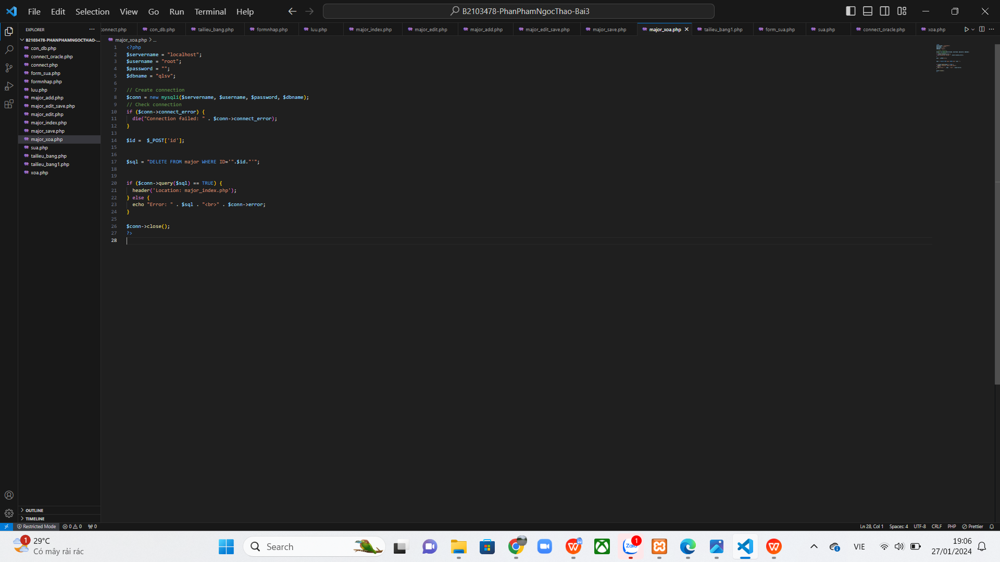 File Edit Selection View Go Run Terminal Help
B2103478-PhanPhamNgocThao-Bai3
EXPLORER
connect.php con_db.php tailieu_bang.php formnhap.php luu.php major_index.php major_edit.php major_add.php major_edit_save.php major_save.php major_xoa.php tailieu_bang1.php form_sua.php sua.php connect_oracle.php xoa.php
B2103478-PHANPHAMNGOCTHAO-...
con_db.php
connect_oracle.php
connect.php
form_sua.php
formnhap.php
luu.php
major_add.php
major_edit_save.php
major_edit.php
major_index.php
major_save.php
major_xoa.php
sua.php
tailieu_bang.php
tailieu_bang1.php
xoa.php
OUTLINE
TIMELINE
major_xoa.php > ...
1 <?php
2 $servername = "localhost";
3 $username = "root";
4 $password = "";
5 $dbname = "qlsv";
6
7 // Create connection
8 $conn = new mysqli($servername, $username, $password, $dbname);
9 // Check connection
10 if ($conn->connect_error) {
11 die("Connection failed: " . $conn->connect_error);
12 }
13
14 $id =  $_POST['id'];
15
16
17 $sql = "DELETE FROM major WHERE ID='".$id."'";
18
19
20 if ($conn->query($sql) == TRUE) {
21 header('Location: major_index.php');
22 } else {
23 echo "Error: " . $sql . "<br>" . $conn->error;
24 }
25
26 $conn->close();
27 ?>
28
Restricted Mode 0 0 0
Ln 28, Col 1 Spaces: 4 UTF-8 CRLF PHP Prettier
1 29°C
Có mây rải rác
Search
Zalo 1
VIE
19:06
27/01/2024